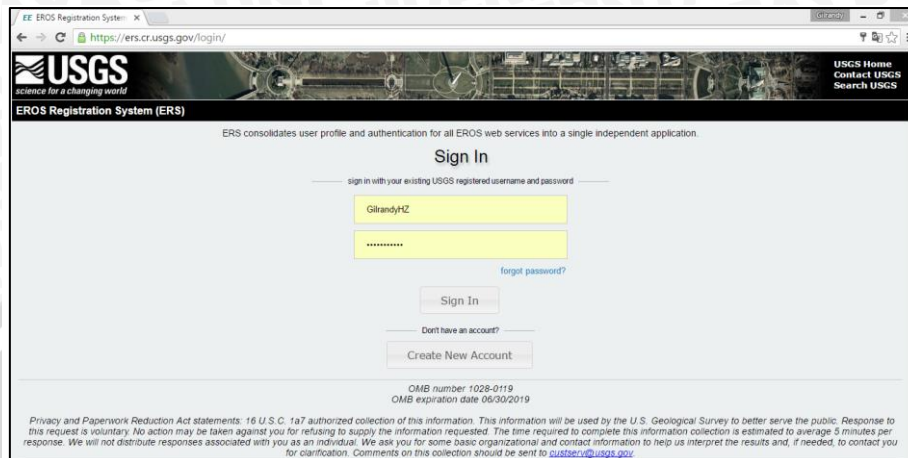 EE EROS Registration System
Gilrandy
https://ers.cr.usgs.gov/login/
USGS
science for a changing world
USGS Home
Contact USGS
Search USGS
EROS Registration System (ERS)
ERS consolidates user profile and authentication for all EROS web services into a single independent application.
Sign In
sign in with your existing USGS registered username and password
GilrandyHZ
•••••••••••
forgot password?
Sign In
Don't have an account?
Create New Account
OMB number 1028-0119
OMB expiration date 06/30/2019
Privacy and Paperwork Reduction Act statements: 16 U.S.C. 1a7 authorized collection of this information. This information will be used by the U.S. Geological Survey to better serve the public. Response to
this request is voluntary. No action may be taken against you for refusing to supply the information requested. The time required to complete this information collection is estimated to average 5 minutes per
response. We will not distribute responses associated with you as an individual. We ask you for some basic organizational and contact information to help us interpret the results and, if needed, to contact you
for clarification. Comments on this collection should be sent to custserv@usgs.gov.